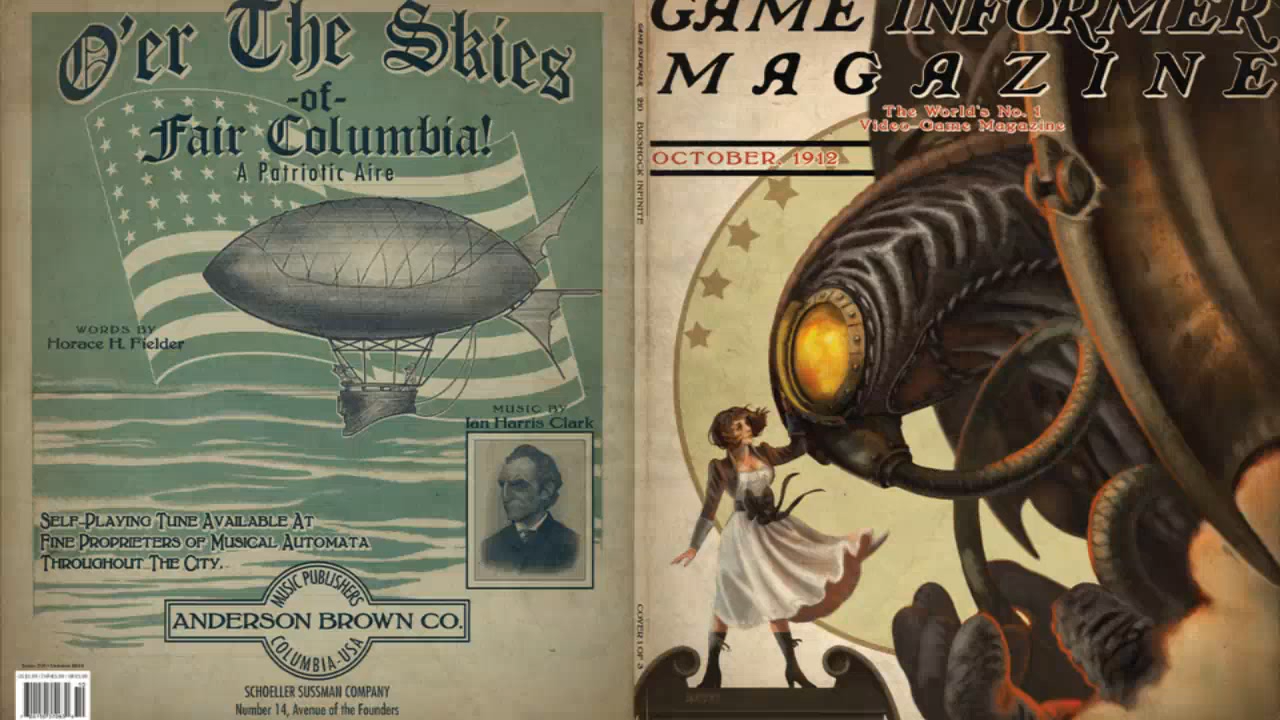 O'er The Skies
-of-
Fair Columbia!
A Patriotic Aire
WORDS BY
Horace H. Fielder
MUSIC BY
Ian Harris Clark
SELF-PLAYING TUNE AVAILABLE AT
FINE PROPRIETERS OF MUSICAL AUTOMATA
THROUGHOUT THE CITY.
MUSIC PUBLISHERS
ANDERSON BROWN CO.
COLUMBIA-USA
SCHOELLER SUSSMAN COMPANY
Number 14, Avenue of the Founders
GAME INFORMER 210 BIOSHOCK INFINITE
COVER 1 OF 3
GAME INFORMER
MAGAZINE
The World's No. 1
Video-Game Magazine
OCTOBER, 1912